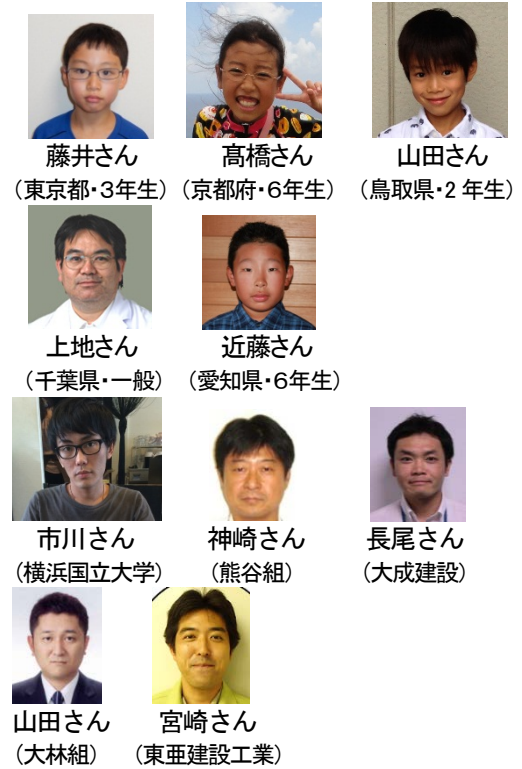 藤井さん 髙橋さん 山田さん
（東京都・3年生）（京都府・6年生） （鳥取県・2年生）
上地さん 近藤さん
（千葉県・一般） （愛知県・6年生）
市川さん 神崎さん 長尾さん
（横浜国立大学） （熊谷組） （大成建設）
山田さん 宮崎さん
（大林組） （東亜建設工業）